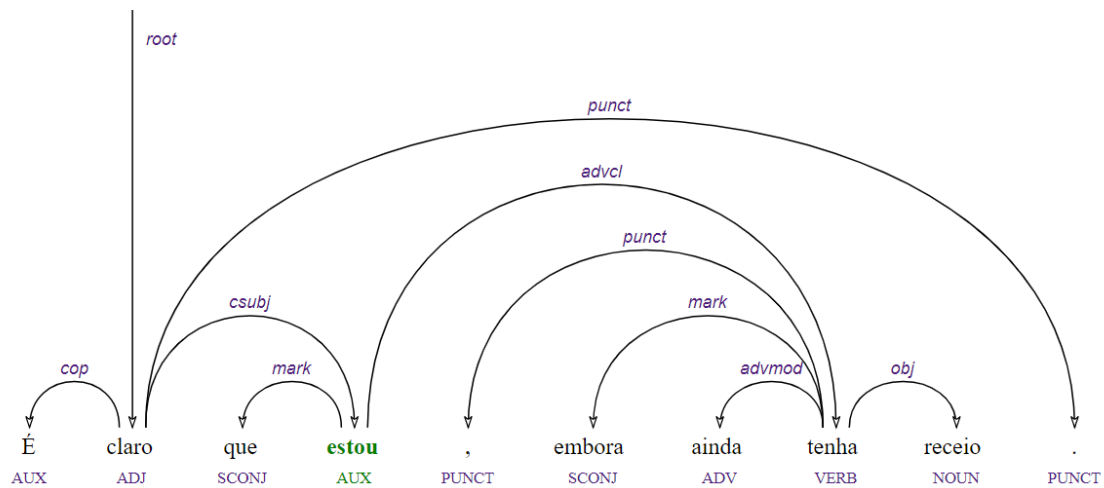 root
punct
advcl
punct
csubj mark
cop mark advmod obj
É claro que estou , embora ainda tenha receio .
AUX ADJ SCONJ AUX PUNCT SCONJ ADV VERB NOUN PUNCT